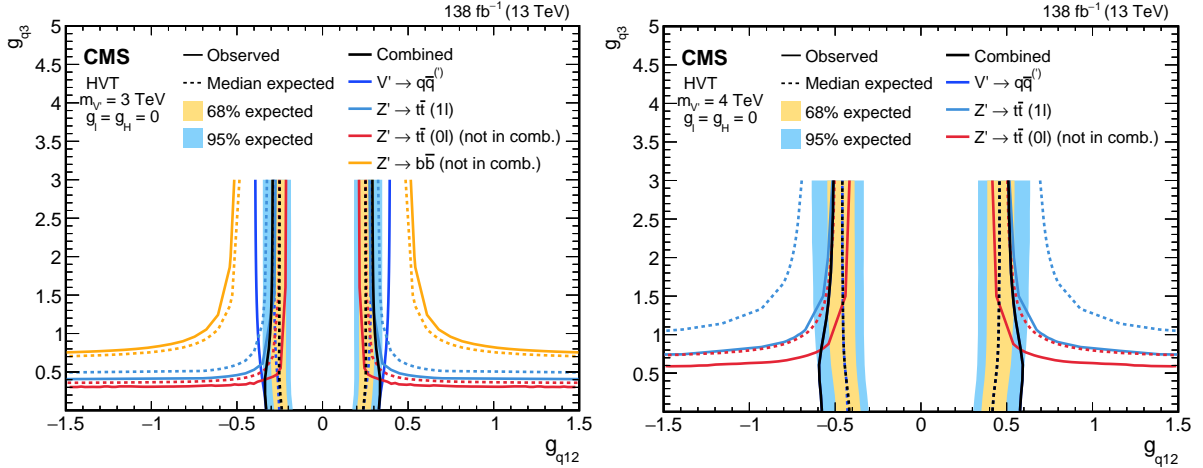 138 fb⁻¹ (13 TeV)
g_q3
5
4.5
4
3.5
3
2.5
2
1.5
1
0.5
CMS
HVT
m_V' = 3 TeV
g_l = g_H = 0
Observed
Median expected
68% expected
95% expected
Combined
V' → qq̅⁽'⁾
Z' → tt̅ (1l)
Z' → tt̅ (0l) (not in comb.)
Z' → bb̅ (not in comb.)
−1.5 −1 −0.5 0 0.5 1 1.5
g_q12
138 fb⁻¹ (13 TeV)
g_q3
5
4.5
4
3.5
3
2.5
2
1.5
1
0.5
0
CMS
HVT
m_V' = 4 TeV
g_l = g_H = 0
Observed
Median expected
68% expected
95% expected
Combined
V' → qq̅⁽'⁾
Z' → tt̅ (1l)
Z' → tt̅ (0l) (not in comb.)
−1.5 −1 −0.5 0 0.5 1 1.5
g_q12